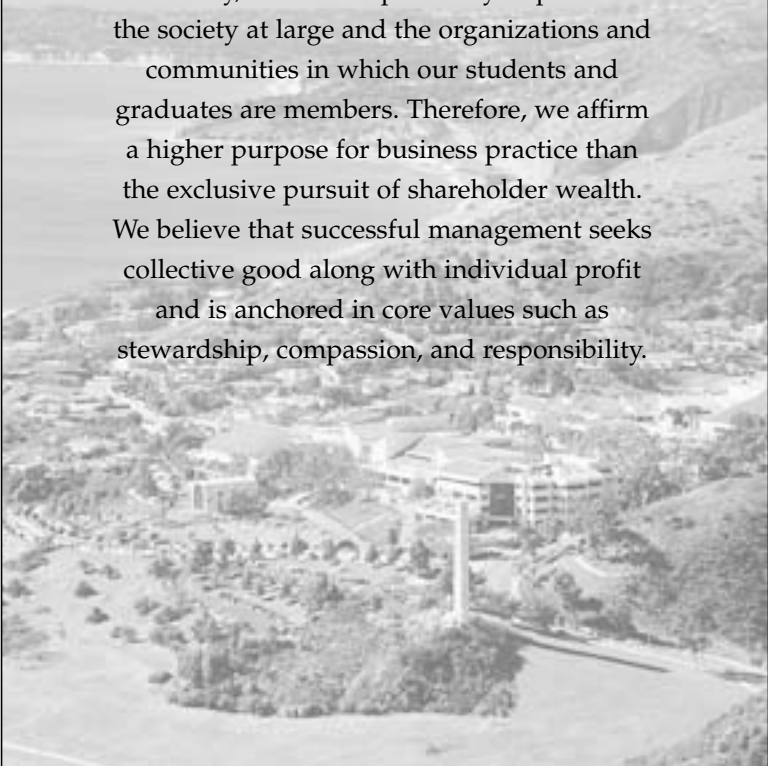 the society at large and the organizations and
communities in which our students and
graduates are members. Therefore, we affirm
a higher purpose for business practice than
the exclusive pursuit of shareholder wealth.
We believe that successful management seeks
collective good along with individual profit
and is anchored in core values such as
stewardship, compassion, and responsibility.